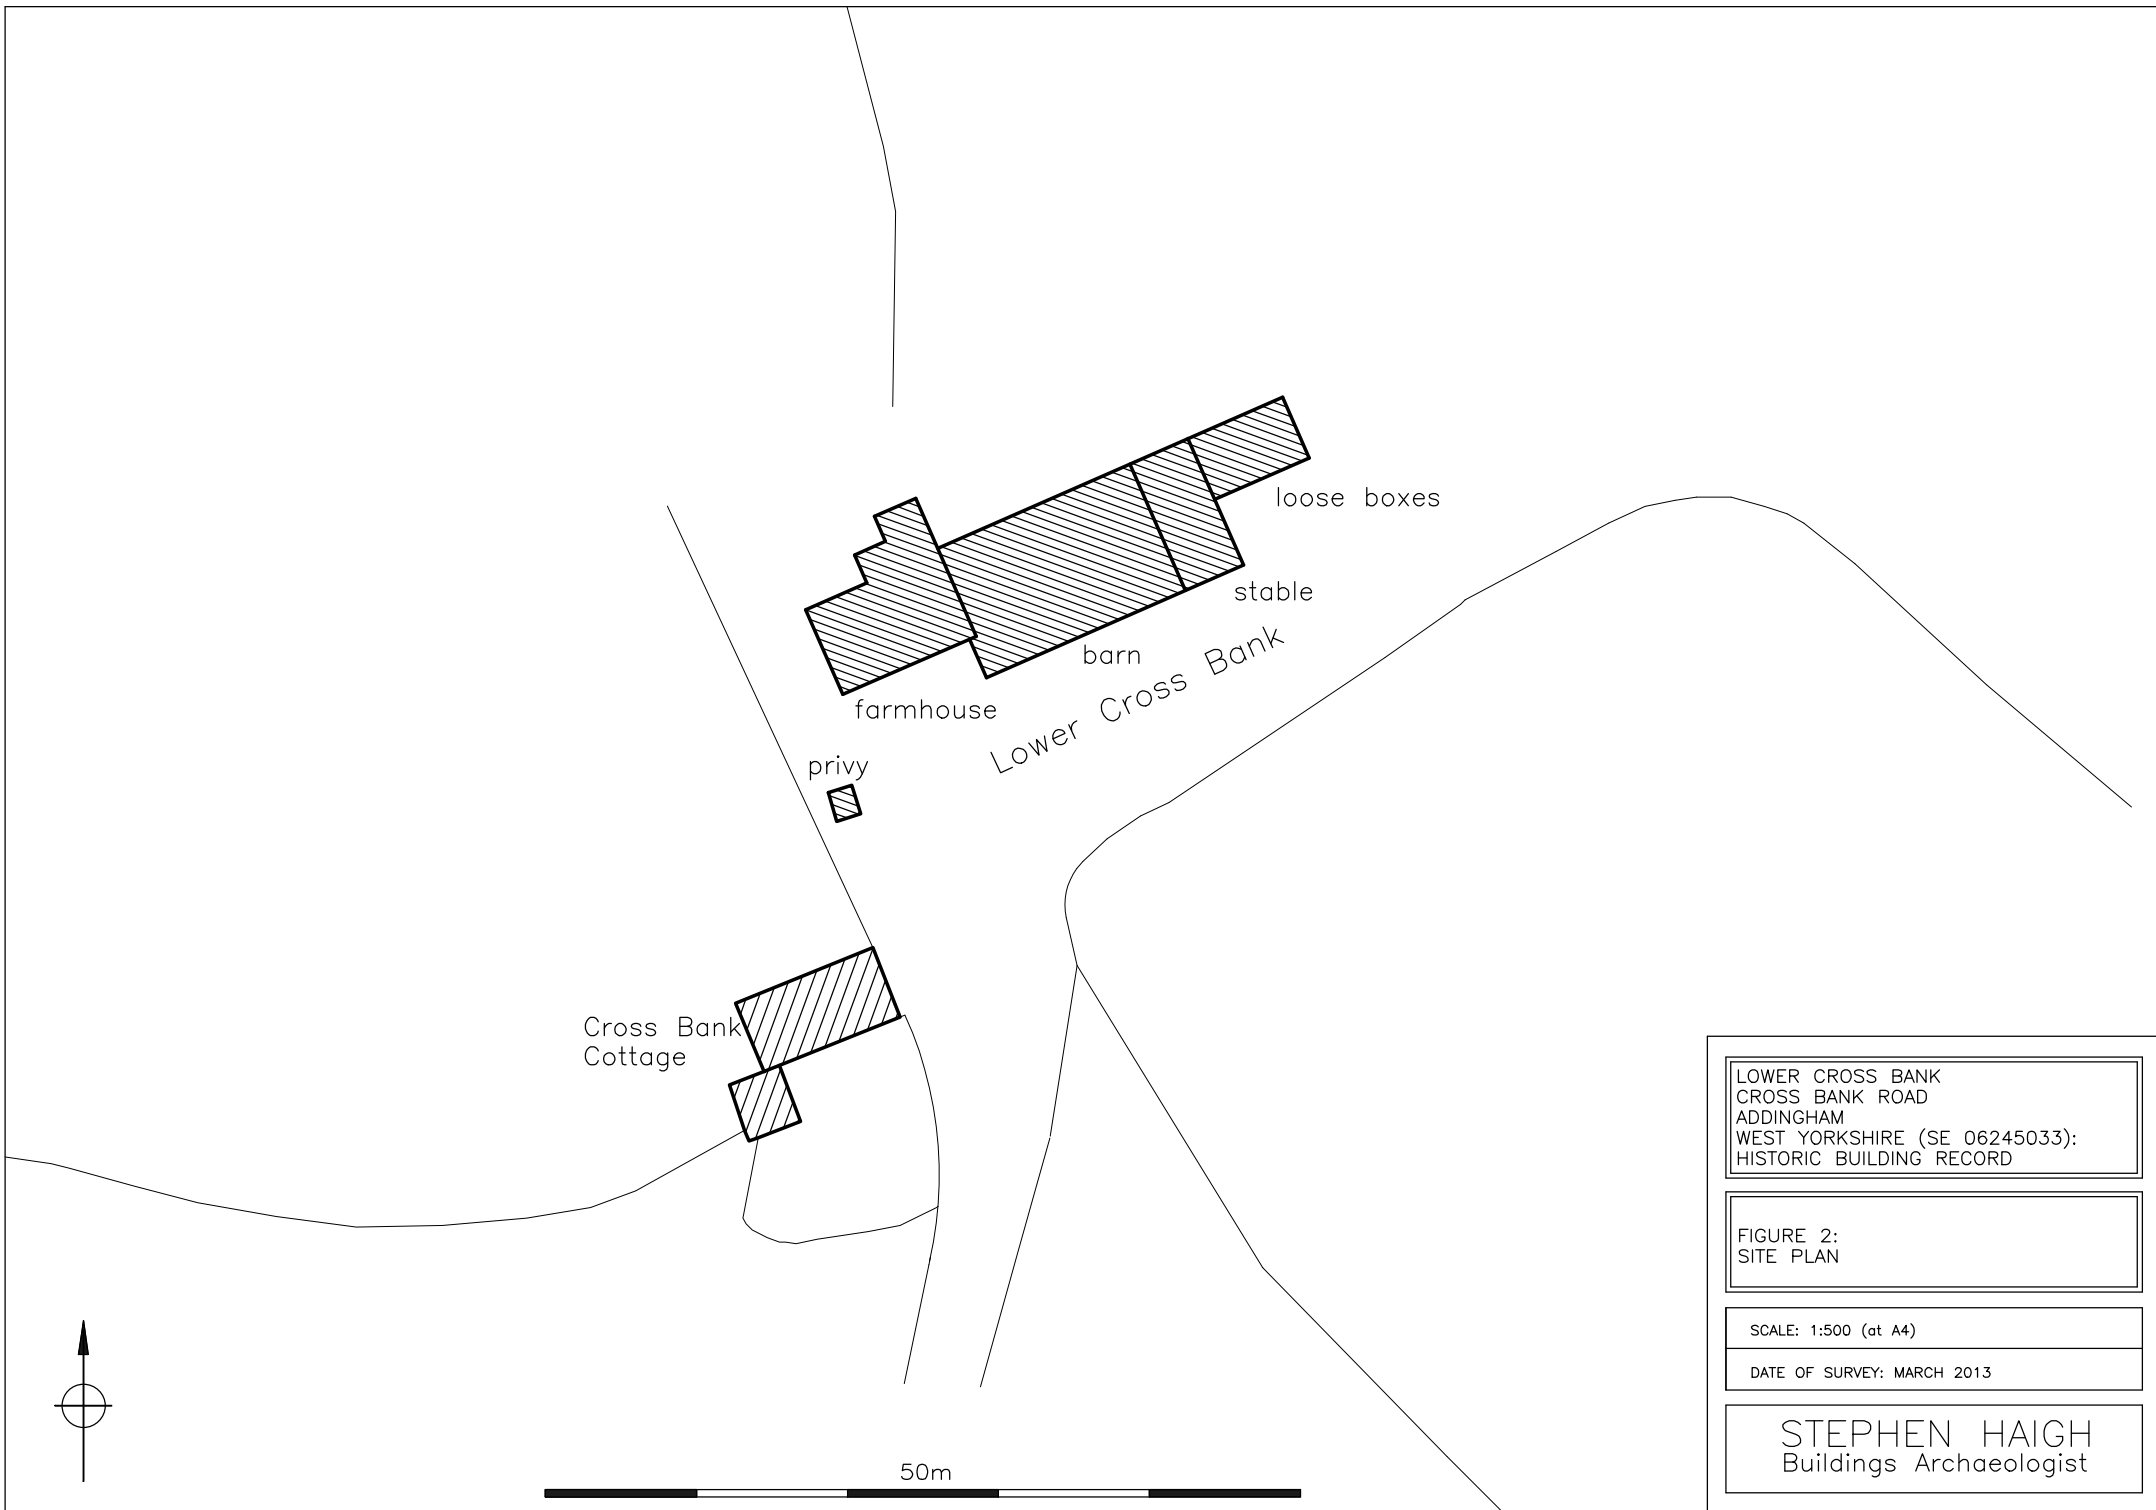 loose boxes
stable
barn
Lower Cross Bank
farmhouse
privy
Cross Bank
Cottage
50m
LOWER CROSS BANK
CROSS BANK ROAD
ADDINGHAM
WEST YORKSHIRE (SE 06245033):
HISTORIC BUILDING RECORD
FIGURE 2:
SITE PLAN
SCALE: 1:500 (at A4)
DATE OF SURVEY: MARCH 2013
STEPHEN HAIGH
Buildings Archaeologist